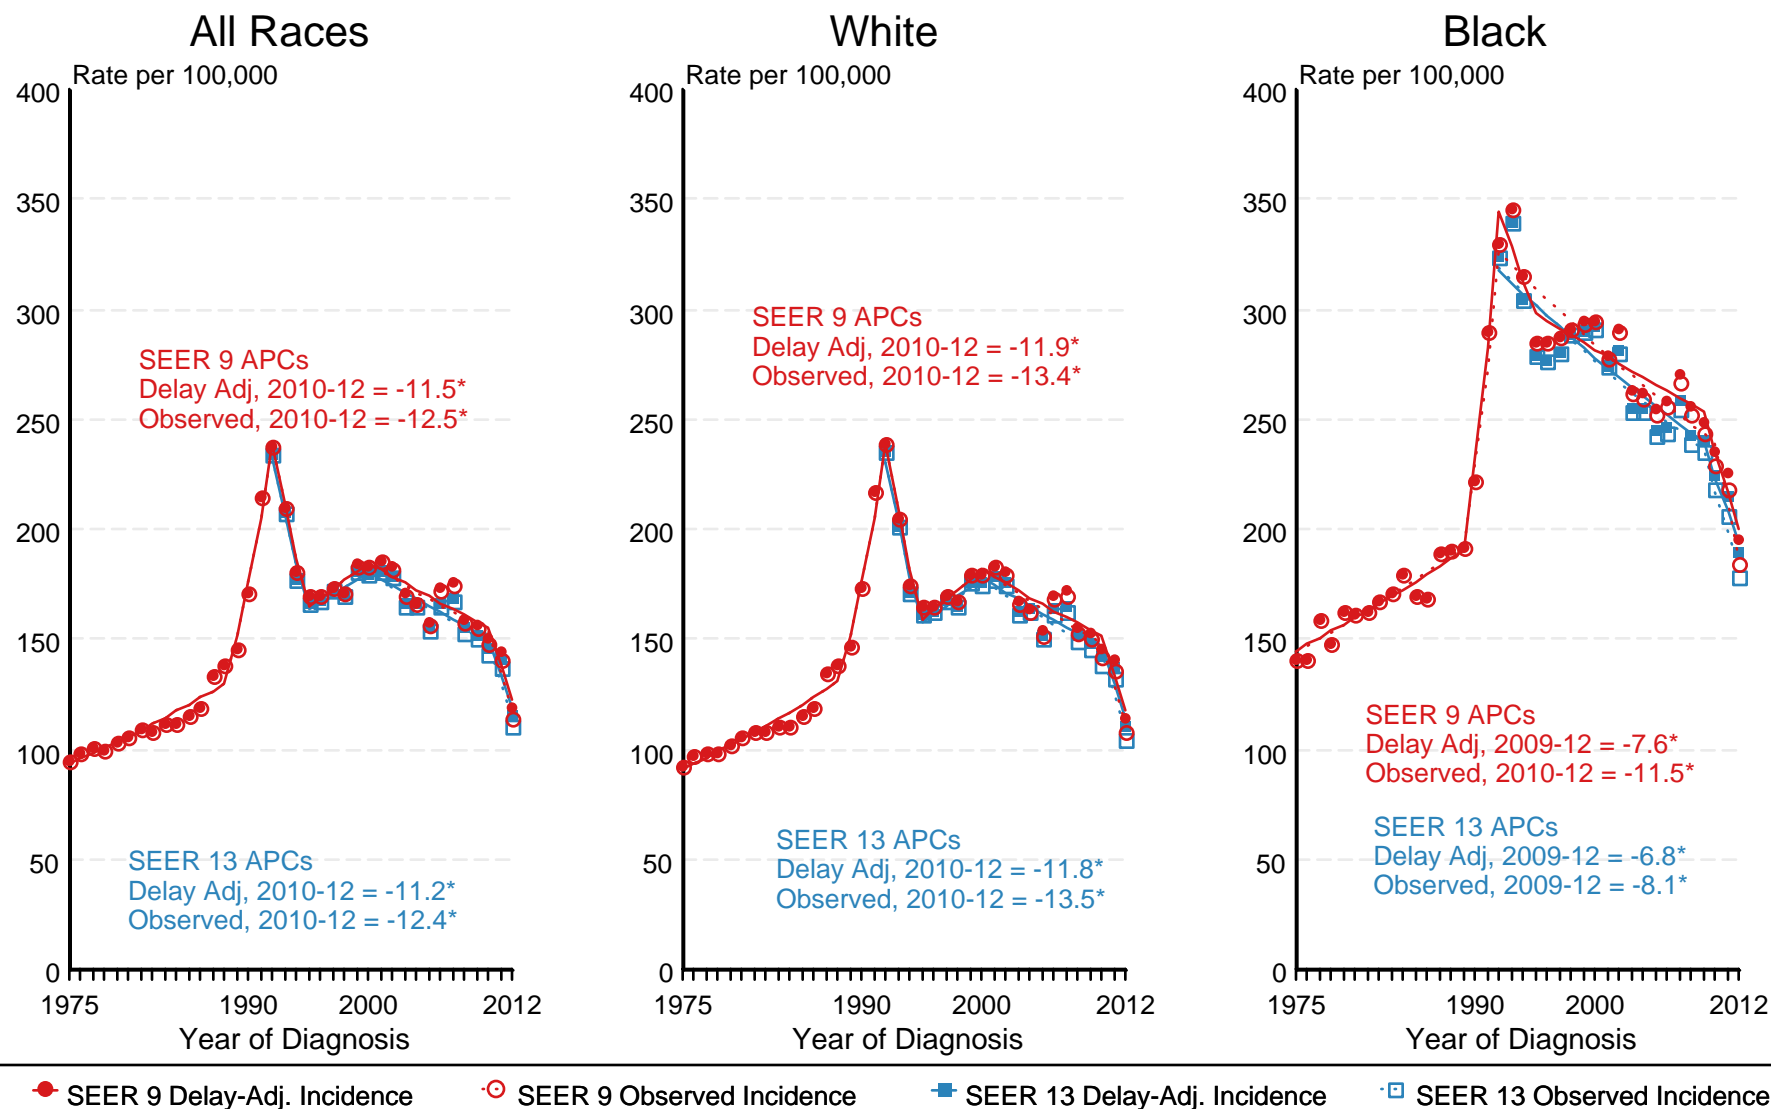 All Races
Rate per 100,000
400
350
300
250
200
150
100
50
0
SEER 9 APCs
Delay Adj, 2010-12 = -11.5*
Observed, 2010-12 = -12.5*
SEER 13 APCs
Delay Adj, 2010-12 = -11.2*
Observed, 2010-12 = -12.4*
1975 1990 2000 2012
Year of Diagnosis
White
Rate per 100,000
400
350
300
250
200
150
100
50
0
SEER 9 APCs
Delay Adj, 2010-12 = -11.9*
Observed, 2010-12 = -13.4*
SEER 13 APCs
Delay Adj, 2010-12 = -11.8*
Observed, 2010-12 = -13.5*
1975 1990 2000 2012
Year of Diagnosis
Black
Rate per 100,000
400
350
300
250
200
150
100
50
0
SEER 9 APCs
Delay Adj, 2009-12 = -7.6*
Observed, 2010-12 = -11.5*
SEER 13 APCs
Delay Adj, 2009-12 = -6.8*
Observed, 2009-12 = -8.1*
1975 1990 2000 2012
Year of Diagnosis
SEER 9 Delay-Adj. Incidence
SEER 9 Observed Incidence
SEER 13 Delay-Adj. Incidence
SEER 13 Observed Incidence